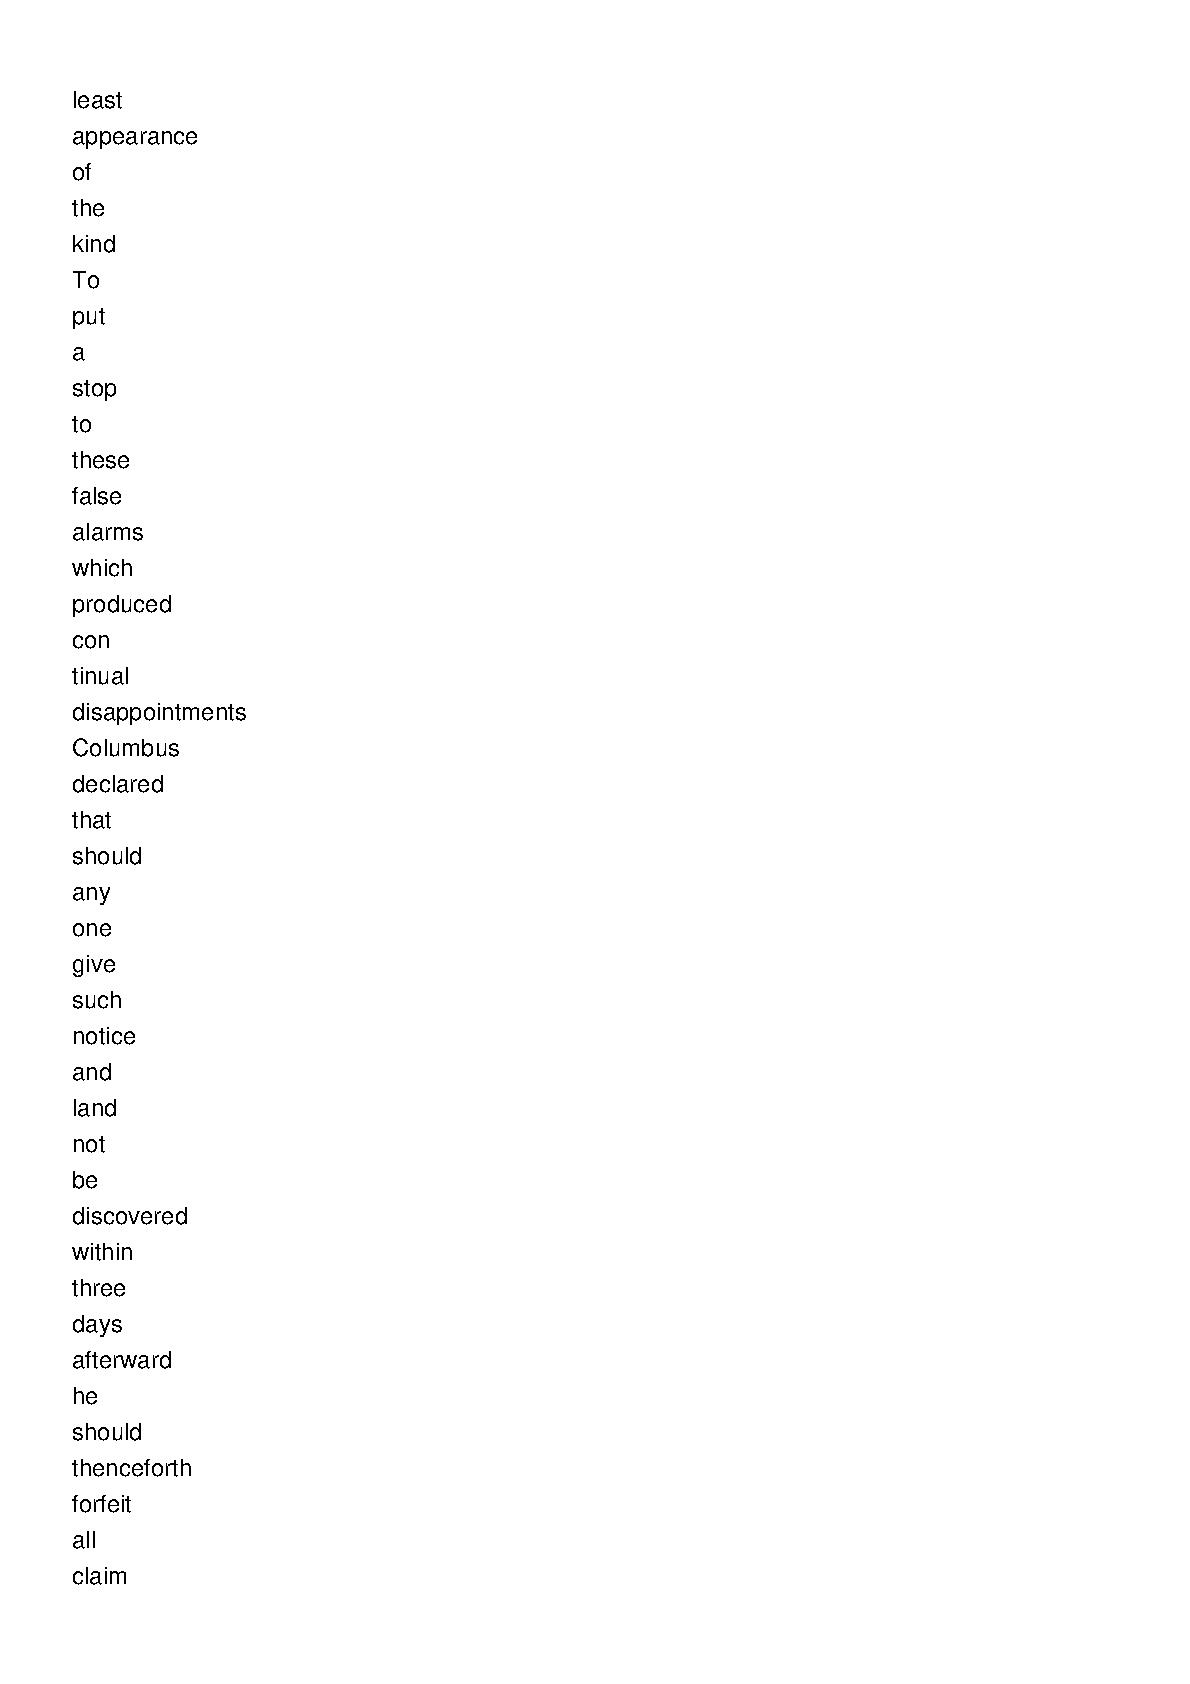 least
appearance
of
the
kind
To
put
a
stop
to
these
false
alarms
which
produced
con
tinual
disappointments
Columbus
declared
that
should
any
one
give
such
notice
and
land
not
be
discovered
within
three
days
afterward
he
should
thenceforth
forfeit
all
claim